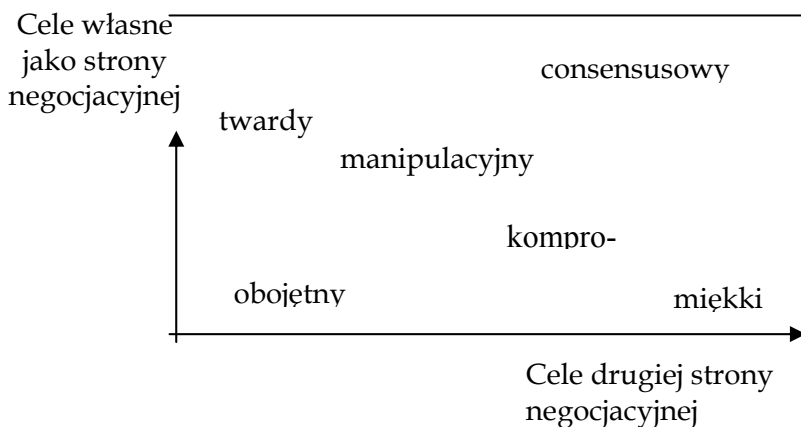 Cele własne
jako strony
negocjacyjnej
consensusowy
twardy
manipulacyjny
kompro-
obojętny
miękki
Cele drugiej strony
negocjacyjnej